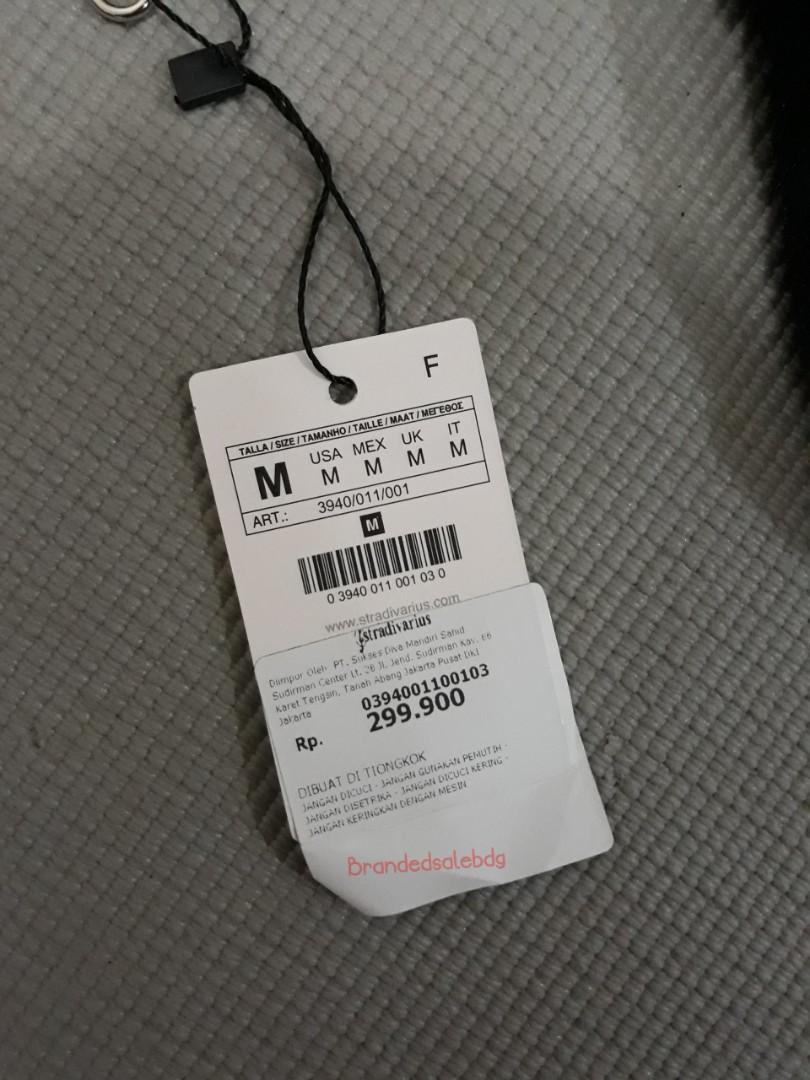 F
TALLA / SIZE / TAMANHO / TAILLE / MAAT / ΜΕΓΕΘΟΣ
M
USA MEX UK IT
M M M M
ART.: 3940/011/001
M
0 3940 011 001 03 0
www.stradivarius.com
stradivarius
Diimpor Oleh: PT. Sukses Diva Mandiri Sahid
Sudirman Center Lt. 26 Jl. Jend. Sudirman Kav. 86
Karet Tengsin, Tanah Abang Jakarta Pusat DKI
Jakarta
0394001100103
Rp. 299.900
DIBUAT DI TIONGKOK
JANGAN DICUCI - JANGAN GUNAKAN PEMUTIH -
JANGAN DISETRIKA - JANGAN DICUCI KERING -
JANGAN KERINGKAN DENGAN MESIN
Brandedsalebdg